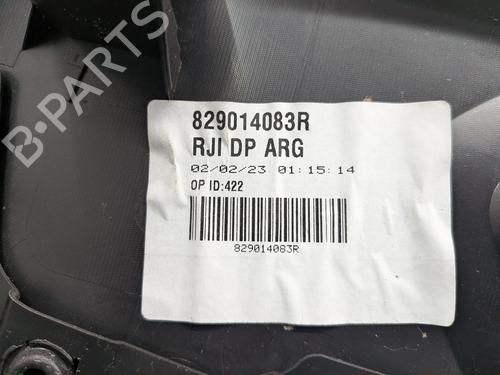 B-PARTS
829014083R
RJI DP ARG
02/02/23 01:15:14
OP ID:422
829014083R